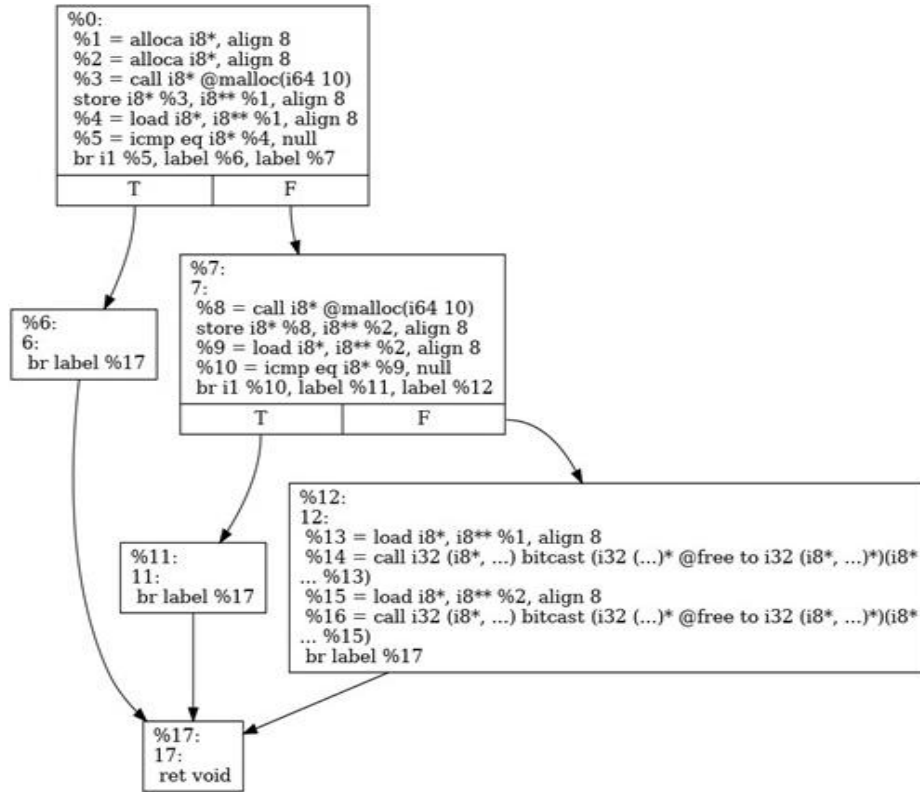 %0:
%1 = alloca i8*, align 8
%2 = alloca i8*, align 8
%3 = call i8* @malloc(i64 10)
store i8* %3, i8** %1, align 8
%4 = load i8*, i8** %1, align 8
%5 = icmp eq i8* %4, null
br i1 %5, label %6, label %7
T F
%7:
7:
%8 = call i8* @malloc(i64 10)
store i8* %8, i8** %2, align 8
%9 = load i8*, i8** %2, align 8
%10 = icmp eq i8* %9, null
br i1 %10, label %11, label %12
T F
%6:
6:
br label %17
%12:
12:
%13 = load i8*, i8** %1, align 8
%14 = call i32 (i8*, ...) bitcast (i32 (...)* @free to i32 (i8*, ...)*)(i8*
... %13)
%15 = load i8*, i8** %2, align 8
%16 = call i32 (i8*, ...) bitcast (i32 (...)* @free to i32 (i8*, ...)*)(i8*
... %15)
br label %17
%11:
11:
br label %17
%17:
17:
ret void